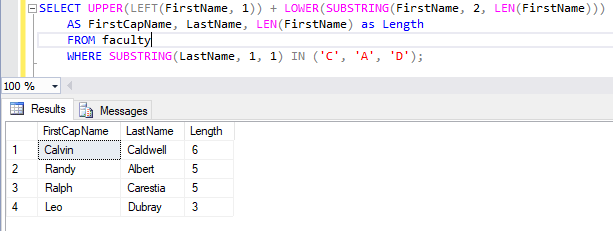 SELECT UPPER(LEFT(FirstName, 1)) + LOWER(SUBSTRING(FirstName, 2, LEN(FirstName)))
AS FirstCapName, LastName, LEN(FirstName) as Length
FROM faculty
WHERE SUBSTRING(LastName, 1, 1) IN ('C', 'A', 'D');
100 %
Results Messages
FirstCapName LastName Length
1 Calvin Caldwell 6
2 Randy Albert 5
3 Ralph Carestia 5
4 Leo Dubray 3